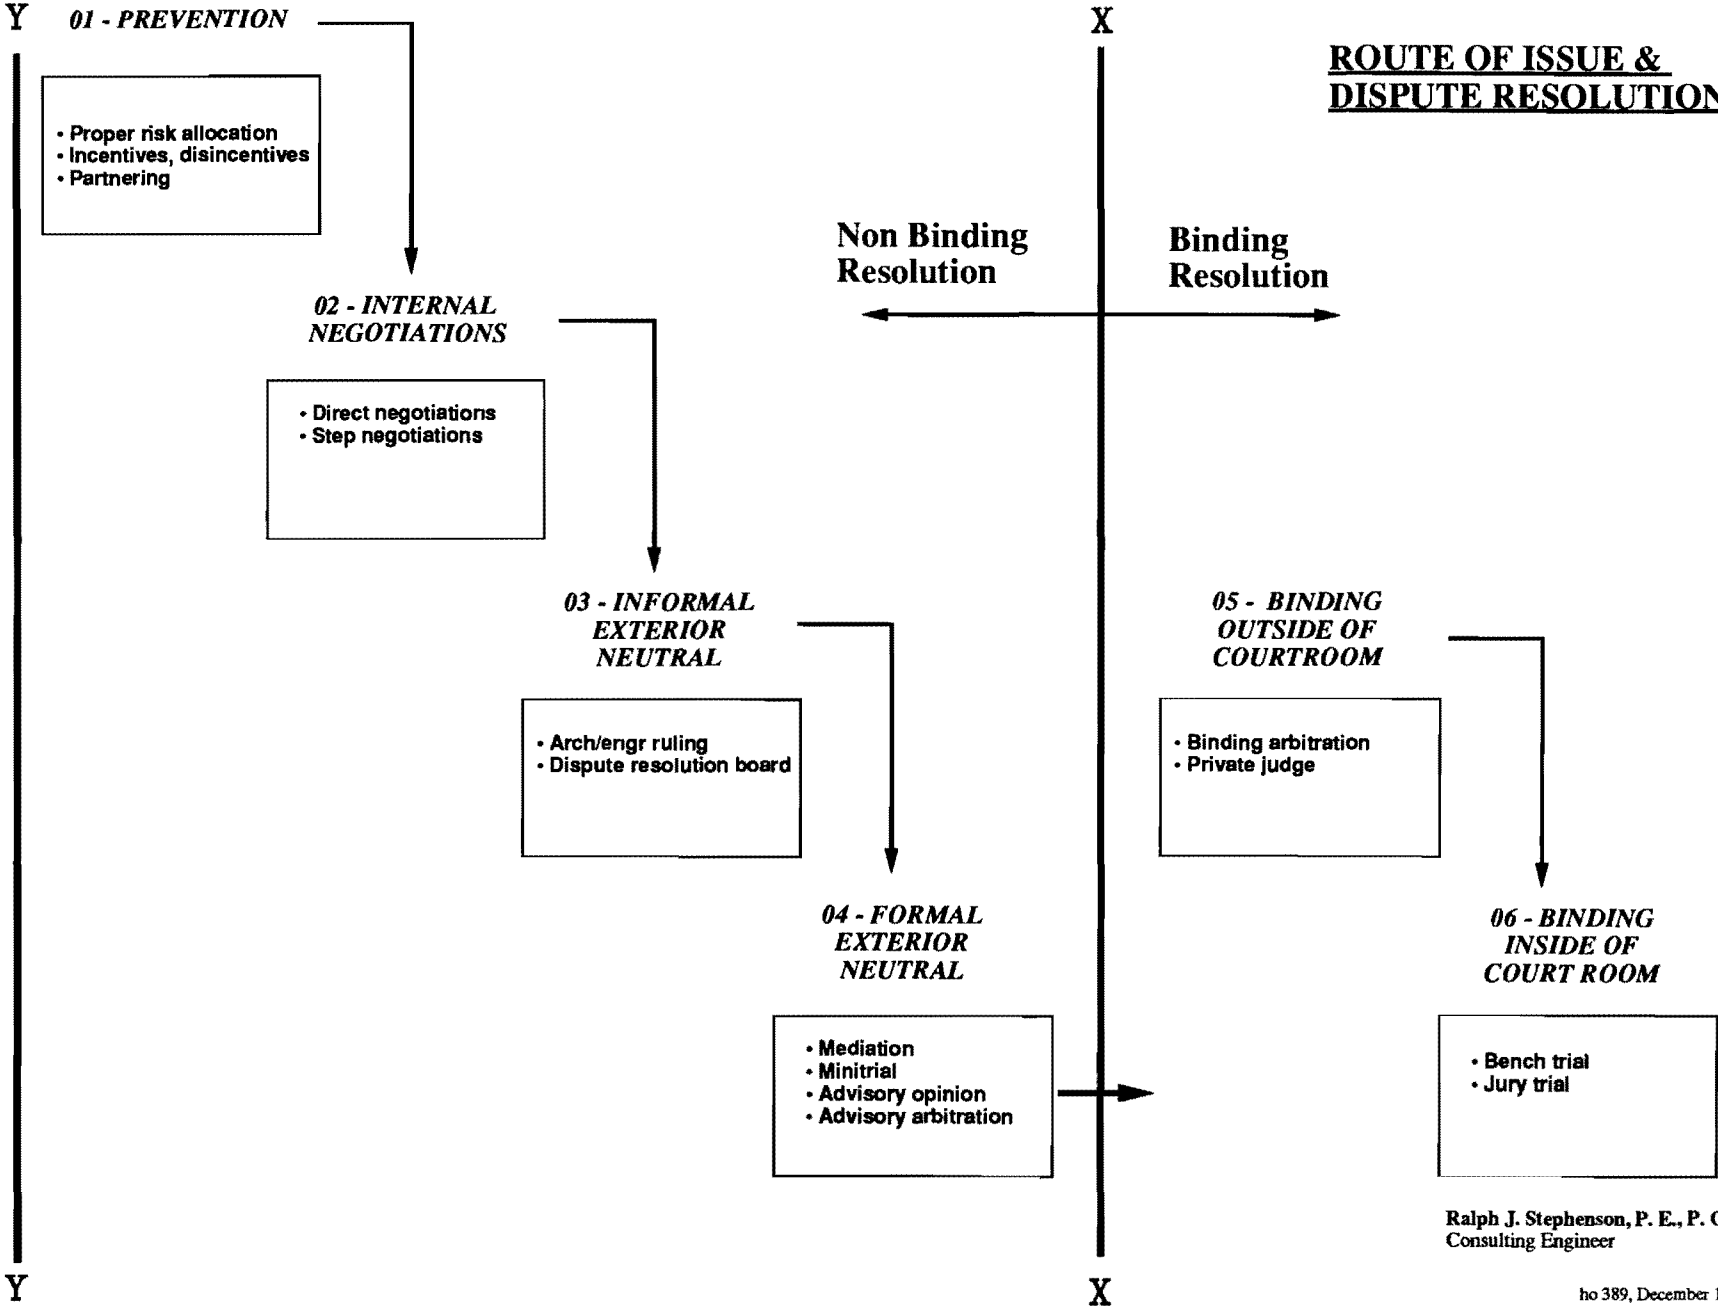 Y
01 - PREVENTION
• Proper risk allocation
• Incentives, disincentives
• Partnering
X
ROUTE OF ISSUE &
DISPUTE RESOLUTION
Non Binding
Resolution
Binding
Resolution
02 - INTERNAL
NEGOTIATIONS
• Direct negotiations
• Step negotiations
03 - INFORMAL
EXTERIOR
NEUTRAL
• Arch/engr ruling
• Dispute resolution board
04 - FORMAL
EXTERIOR
NEUTRAL
• Mediation
• Minitrial
• Advisory opinion
• Advisory arbitration
05 - BINDING
OUTSIDE OF
COURTROOM
• Binding arbitration
• Private judge
06 - BINDING
INSIDE OF
COURT ROOM
• Bench trial
• Jury trial
Ralph J. Stephenson, P. E., P.
Consulting Engineer
Y
X
ho 389, December